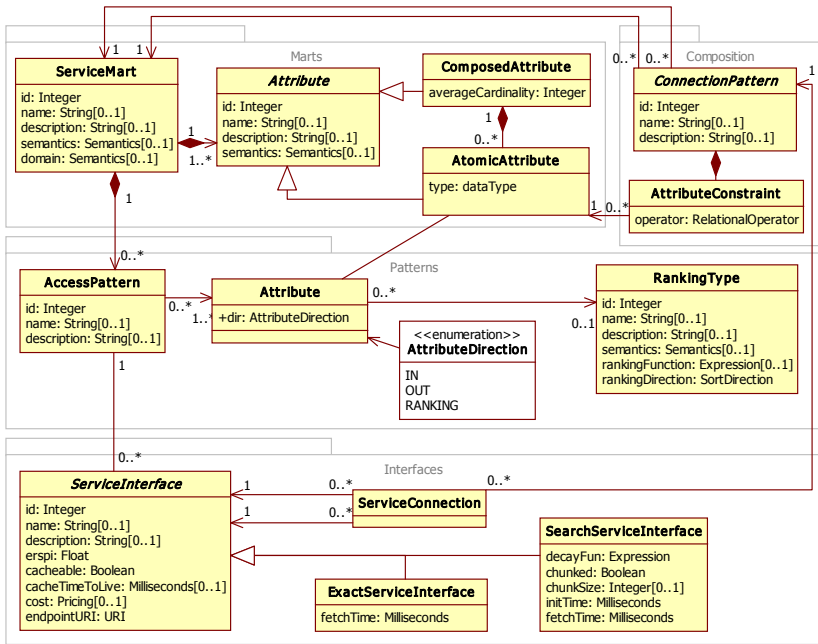 Marts
Composition
1
1
0..*
0..*
1
ServiceMart
id: Integer
name: String[0..1]
description: String[0..1]
semantics: Semantics[0..1]
domain: Semantics[0..1]
1
1..*
1
0..*
Attribute
id: Integer
name: String[0..1]
description: String[0..1]
semantics: Semantics[0..1]
ComposedAttribute
averageCardinality: Integer
1
0..*
AtomicAttribute
type: dataType
1
0..*
ConnectionPattern
id: Integer
name: String[0..1]
description: String[0..1]
AttributeConstraint
operator: RelationalOperator
Patterns
AccessPattern
id: Integer
name: String[0..1]
description: String[0..1]
0..*
1..*
1
0..*
Attribute
+dir: AttributeDirection
0..*
0..1
<<enumeration>>
AttributeDirection
IN
OUT
RANKING
RankingType
id: Integer
name: String[0..1]
description: String[0..1]
semantics: Semantics[0..1]
rankingFunction: Expression[0..1]
rankingDirection: SortDirection
Interfaces
ServiceInterface
id: Integer
name: String[0..1]
description: String[0..1]
erspi: Float
cacheable: Boolean
cacheTimeToLive: Milliseconds[0..1]
cost: Pricing[0..1]
endpointURI: URI
1
0..*
1
0..*
ServiceConnection
0..*
ExactServiceInterface
fetchTime: Milliseconds
SearchServiceInterface
decayFun: Expression
chunked: Boolean
chunkSize: Integer[0..1]
initTime: Milliseconds
fetchTime: Milliseconds